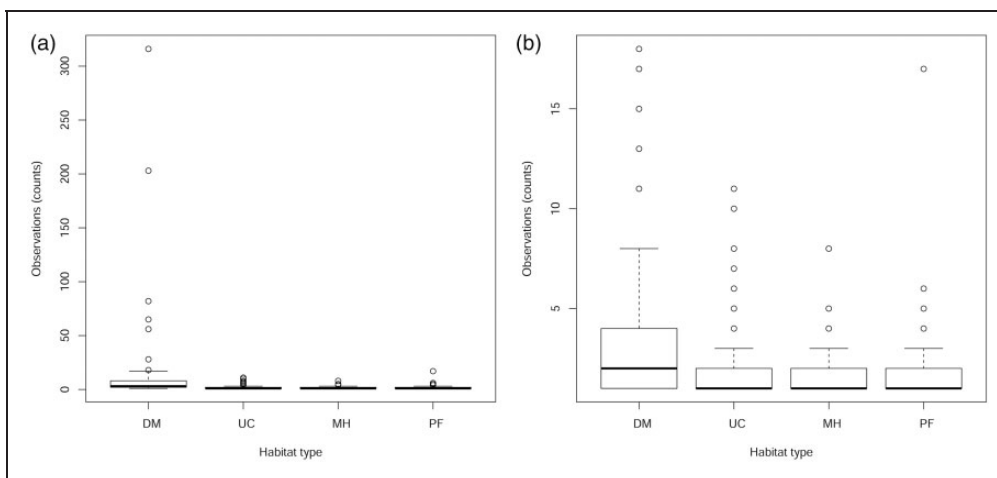 (a)
300
250
200
150
100
50
0
Observations (counts)
DM UC MH PF
Habitat type
(b)
15
10
5
Observations (counts)
DM UC MH PF
Habitat type